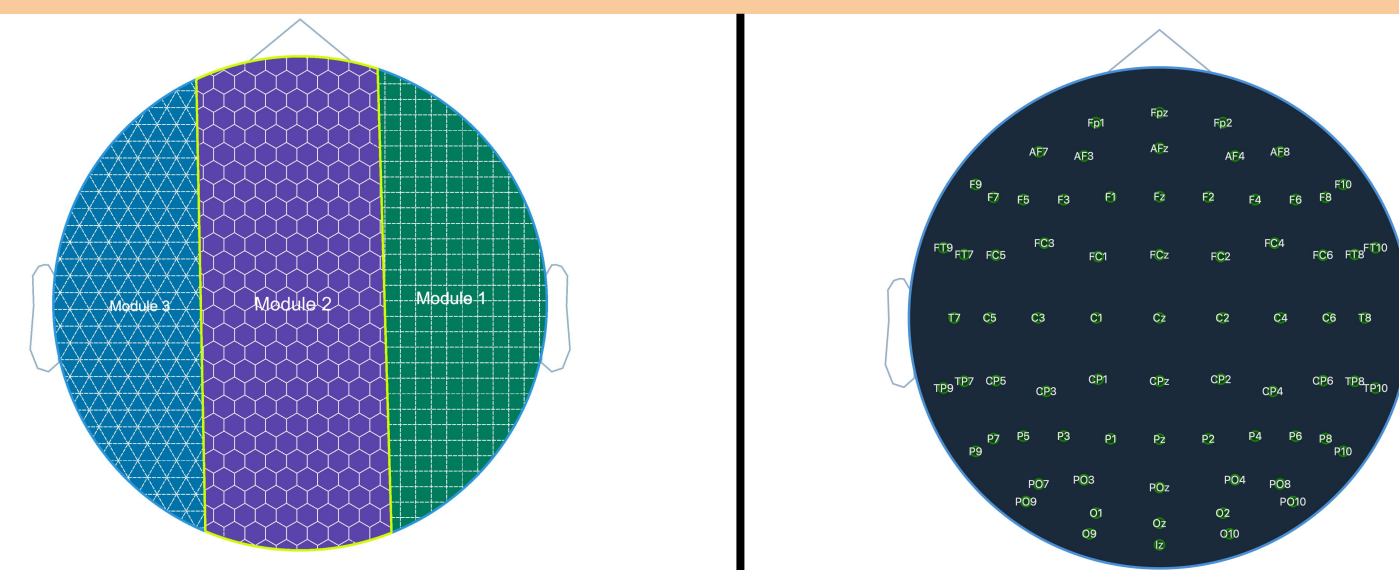 Module 3 Module 2 Module 1
Fpz
Fp1 Fp2
AFz
AF7 AF3 AF4 AF8
F9 F10
F7 F5 F3 F1 Fz F2 F4 F6 F8
FC3 FC4
FT9 FT7 FC5 FC1 FCz FC2 FC6 FT8 FT10
T7 C5 C3 C1 Cz C2 C4 C6 T8
TP9 TP7 CP5 CP3 CP1 CPz CP2 CP4 CP6 TP8 TP10
P7 P5 P3 P1 Pz P2 P4 P6 P8
P9 P10
PO7 PO3 POz PO4 PO8
PO9 PO10
O1 Oz O2
O9 O10
Iz